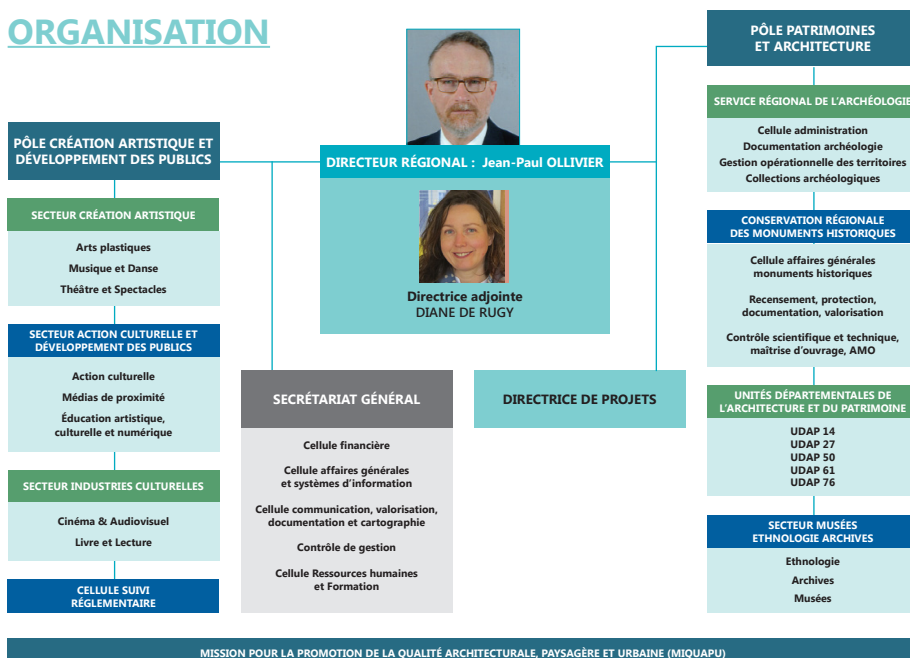 ORGANISATION
PÔLE CRÉATION ARTISTIQUE ET
DÉVELOPPEMENT DES PUBLICS
SECTEUR CRÉATION ARTISTIQUE
Arts plastiques
Musique et Danse
Théâtre et Spectacles
SECTEUR ACTION CULTURELLE ET
DÉVELOPPEMENT DES PUBLICS
Action culturelle
Médias de proximité
Éducation artistique,
culturelle et numérique
SECTEUR INDUSTRIES CULTURELLES
Cinéma & Audiovisuel
Livre et Lecture
CELLULE SUIVI
RÉGLEMENTAIRE
DIRECTEUR RÉGIONAL : Jean-Paul OLLIVIER
Directrice adjointe
DIANE DE RUGY
SECRÉTARIAT GÉNÉRAL
Cellule financière
Cellule affaires générales
et systèmes d’information
Cellule communication, valorisation,
documentation et cartographie
Contrôle de gestion
Cellule Ressources humaines
et Formation
DIRECTRICE DE PROJETS
PÔLE PATRIMOINES
ET ARCHITECTURE
SERVICE RÉGIONAL DE L’ARCHÉOLOGIE
Cellule administration
Documentation archéologie
Gestion opérationnelle des territoires
Collections archéologiques
CONSERVATION RÉGIONALE
DES MONUMENTS HISTORIQUES
Cellule affaires générales
monuments historiques
Recensement, protection,
documentation, valorisation
Contrôle scientifique et technique,
maîtrise d’ouvrage, AMO
UNITÉS DÉPARTEMENTALES DE
L’ARCHITECTURE ET DU PATRIMOINE
UDAP 14
UDAP 27
UDAP 50
UDAP 61
UDAP 76
SECTEUR MUSÉES
ETHNOLOGIE ARCHIVES
Ethnologie
Archives
Musées
MISSION POUR LA PROMOTION DE LA QUALITÉ ARCHITECTURALE, PAYSAGÈRE ET URBAINE (MIQUAPU)